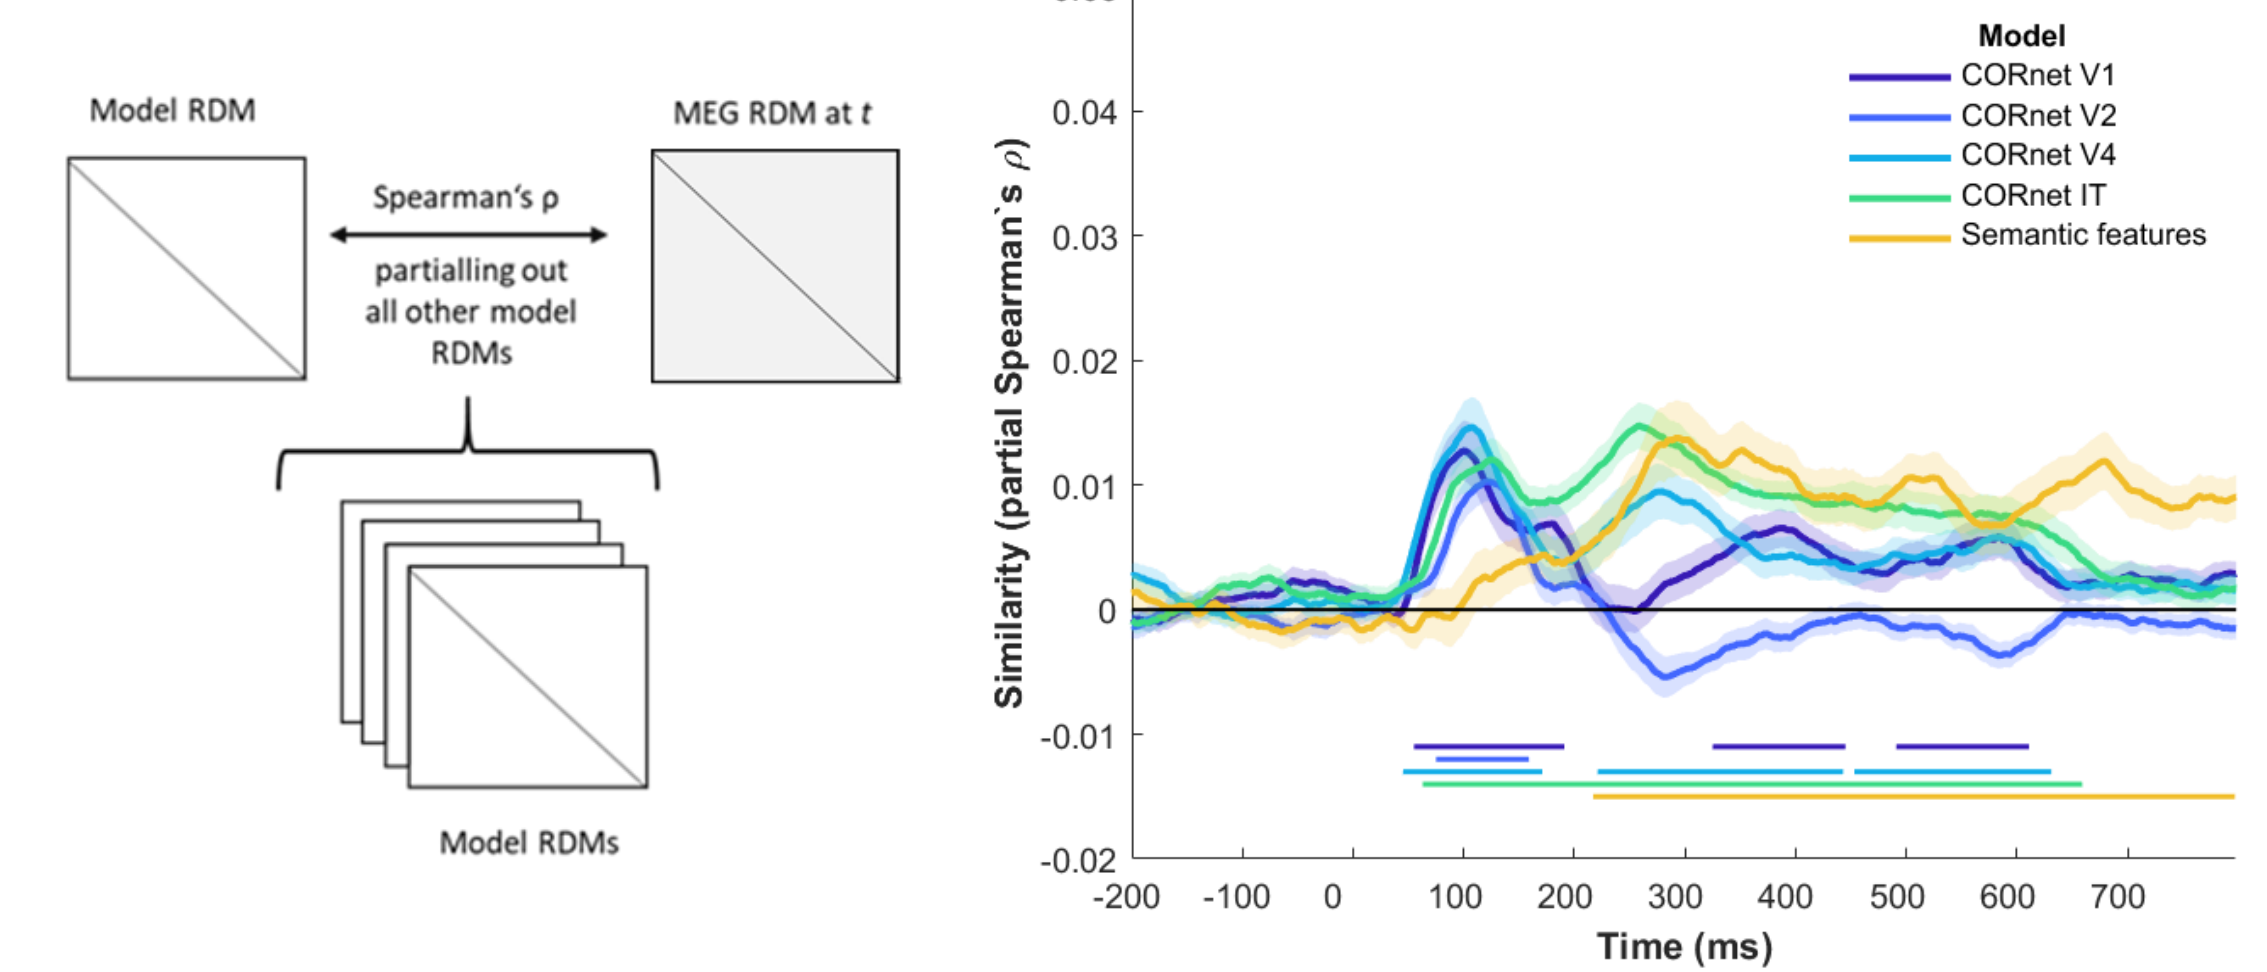 Model RDM
MEG RDM at t
Spearman‘s ρ
partialling out
all other model
RDMs
Model RDMs
Similarity (partial Spearman`s ρ)
0.04
0.03
0.02
0.01
0
-0.01
-0.02
-200 -100 0 100 200 300 400 500 600 700
Time (ms)
Model
CORnet V1
CORnet V2
CORnet V4
CORnet IT
Semantic features